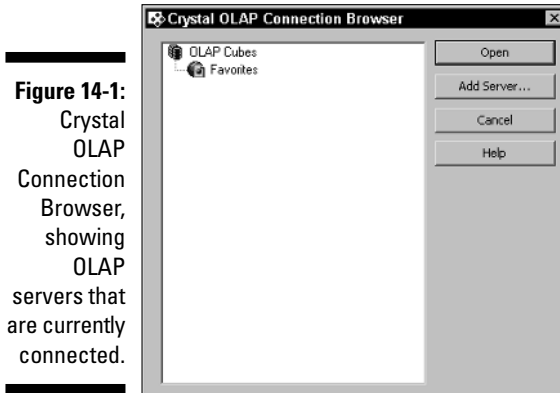 Figure 14-1:
Crystal
OLAP
Connection
Browser,
showing
OLAP
servers that
are currently
connected.
Crystal OLAP Connection Browser
OLAP Cubes
Favorites
Open
Add Server...
Cancel
Help